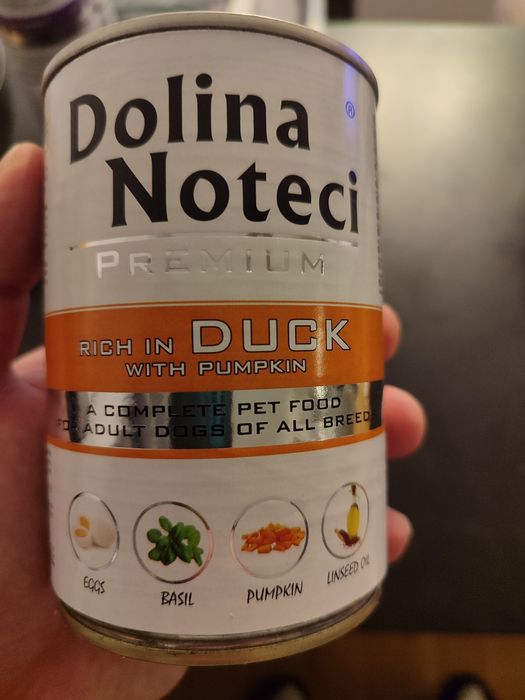 Dolina
Noteci
®
PREMIUM
RICH IN DUCK
WITH PUMPKIN
A COMPLETE PET FOOD
FOR ADULT DOGS OF ALL BREED
EGGS
BASIL
PUMPKIN
LINSEED OIL